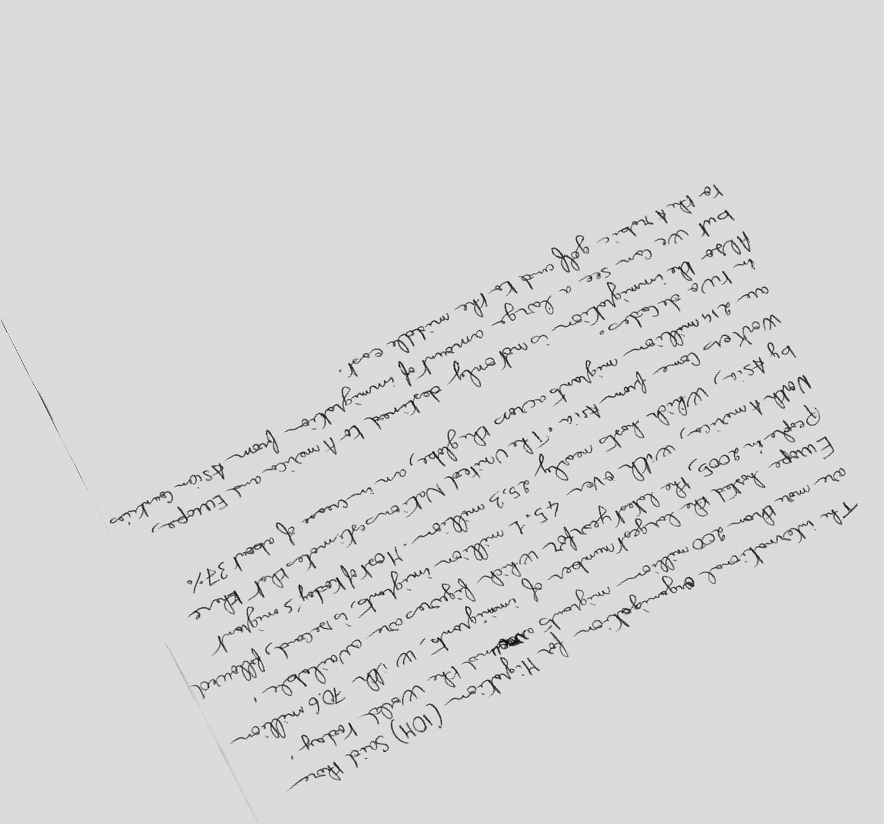 The international organization for Migration (IOM) Said there
are more than 200 million migrants around the world today.
Europe hosted the largest number of immigrants, with 70.6 million
People in 2005, the latest year for which figures are available.
North America, with over 45.1 million imigrants, is second, followed
by Asia, which hosts nearly 25.3 million. Most of today's migrant
workers come from Asia. The United Nations estimates that there
are 214 million migrants across the globe, an increase of about 37%
in two decades.
Also the immigration is not only destined to America and Europe,
but we can see a large amount of immigration from Asian Countries
to the Arabic golf and to the middle east.